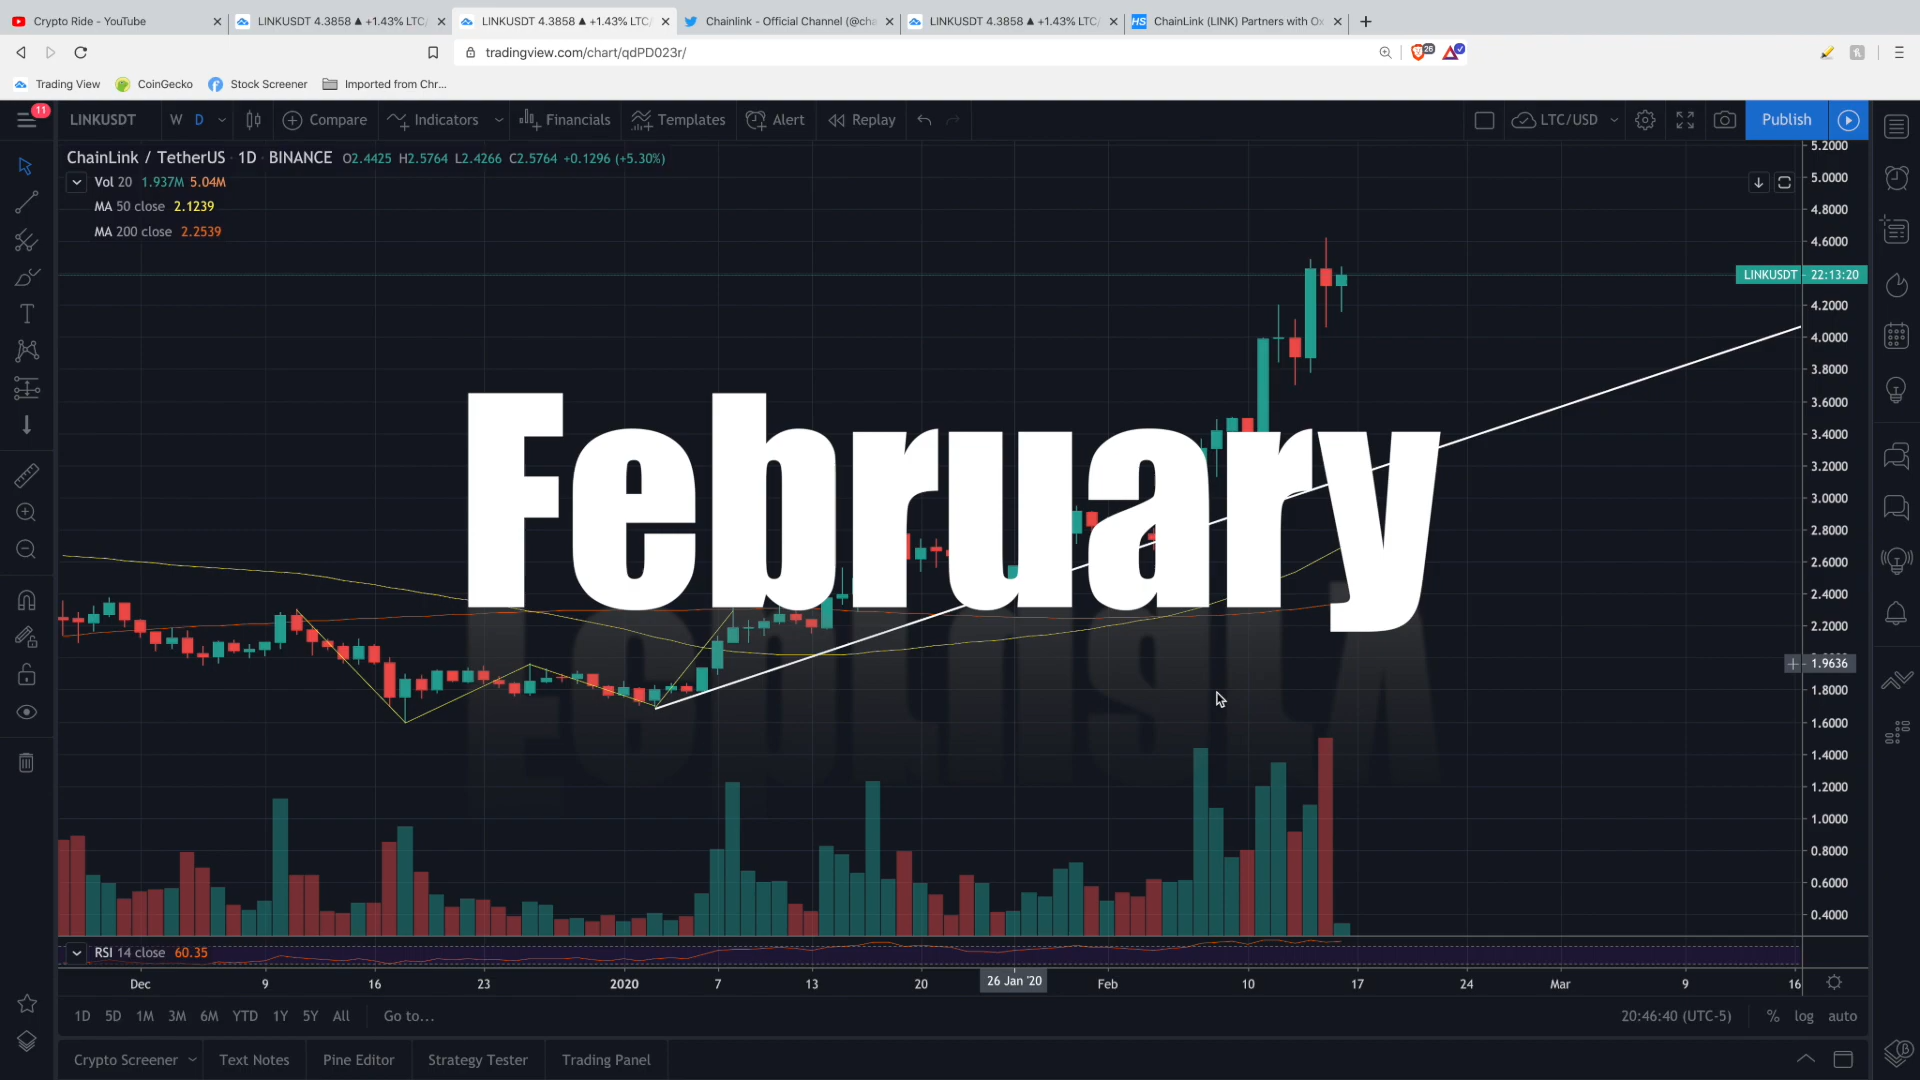 Crypto Ride - YouTube
LINKUSDT 4.3858 ▲ +1.43% LTC/
LINKUSDT 4.3858 ▲ +1.43% LTC/
Chainlink - Official Channel (@cha
LINKUSDT 4.3858 ▲ +1.43% LTC/
HS ChainLink (LINK) Partners with Ox
tradingview.com/chart/qdPD023r/
26
Trading View CoinGecko Stock Screener Imported from Chr...
11
LINKUSDT W D Compare Indicators Financials Templates Alert Replay LTC/USD Publish
ChainLink / TetherUS 1D BINANCE O2.4425 H2.5764 L2.4266 C2.5764 +0.1296 (+5.30%)
Vol 20 1.937M 5.04M
MA 50 close 2.1239
MA 200 close 2.2539
5.2000
5.0000
4.8000
4.6000
LINKUSDT 22:13:20
4.2000
4.0000
3.8000
3.6000
3.4000
3.2000
3.0000
2.8000
2.6000
2.4000
2.2000
1.9636
1.8000
1.6000
1.4000
1.2000
1.0000
0.8000
0.6000
0.4000
February
RSI 14 close 60.35
Dec 9 16 23 2020 7 13 20 26 Jan '20 Feb 10 17 24 Mar 9 16
1D 5D 1M 3M 6M YTD 1Y 5Y All Go to... 20:46:40 (UTC-5) % log auto
Crypto Screener Text Notes Pine Editor Strategy Tester Trading Panel